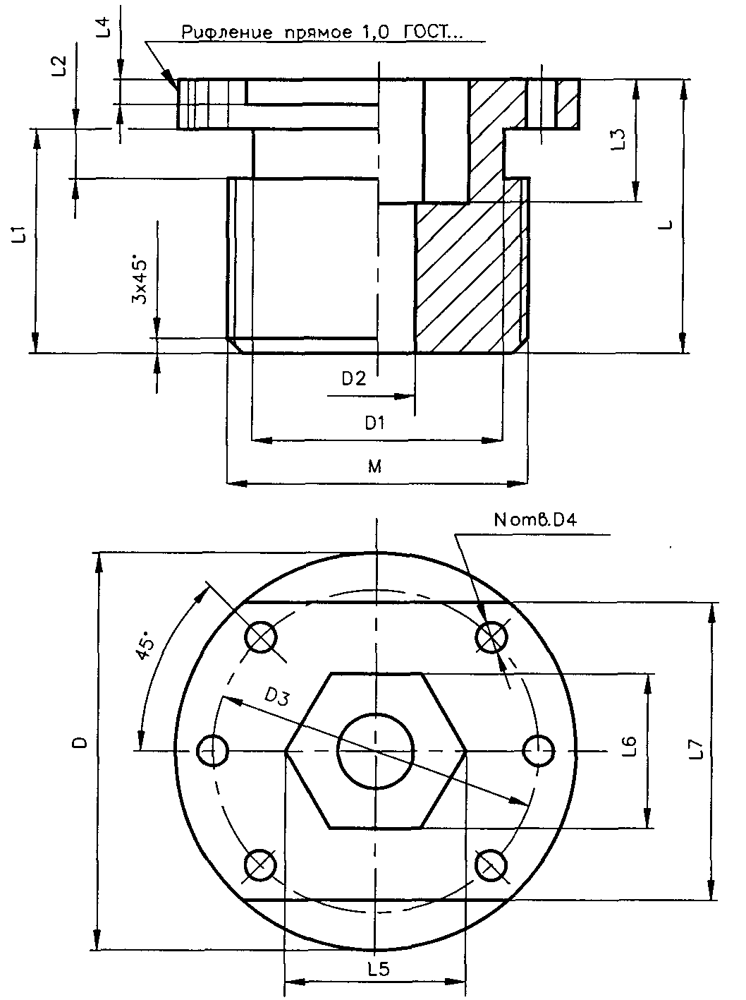 L4
Рифление прямое 1,0 ГОСТ...
L2
L3
L1
L
3x45°
D2
D1
M
N отв. D4
45°
D3
D
L6
L7
L5